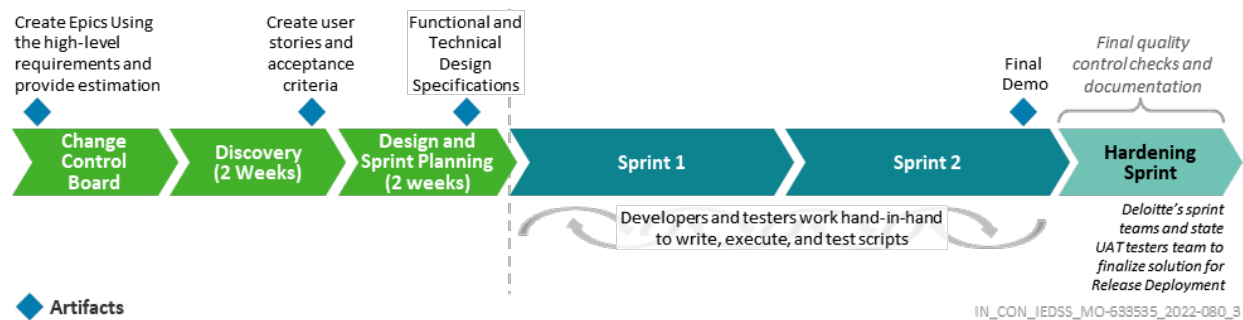 Create Epics Using
the high-level
requirements and
provide estimation
Create user
stories and
acceptance
criteria
Functional and
Technical
Design
Specifications
Final
Demo
Final quality
control checks and
documentation
Change
Control
Board
Discovery
(2 Weeks)
Design and
Sprint Planning
(2 weeks)
Sprint 1
Sprint 2
Hardening
Sprint
Developers and testers work hand-in-hand
to write, execute, and test scripts
Deloitte's sprint
teams and state
UAT testers team to
finalize solution for
Release Deployment
Artifacts
IN_CON_IEDSS_MO-633535_2022-080_3